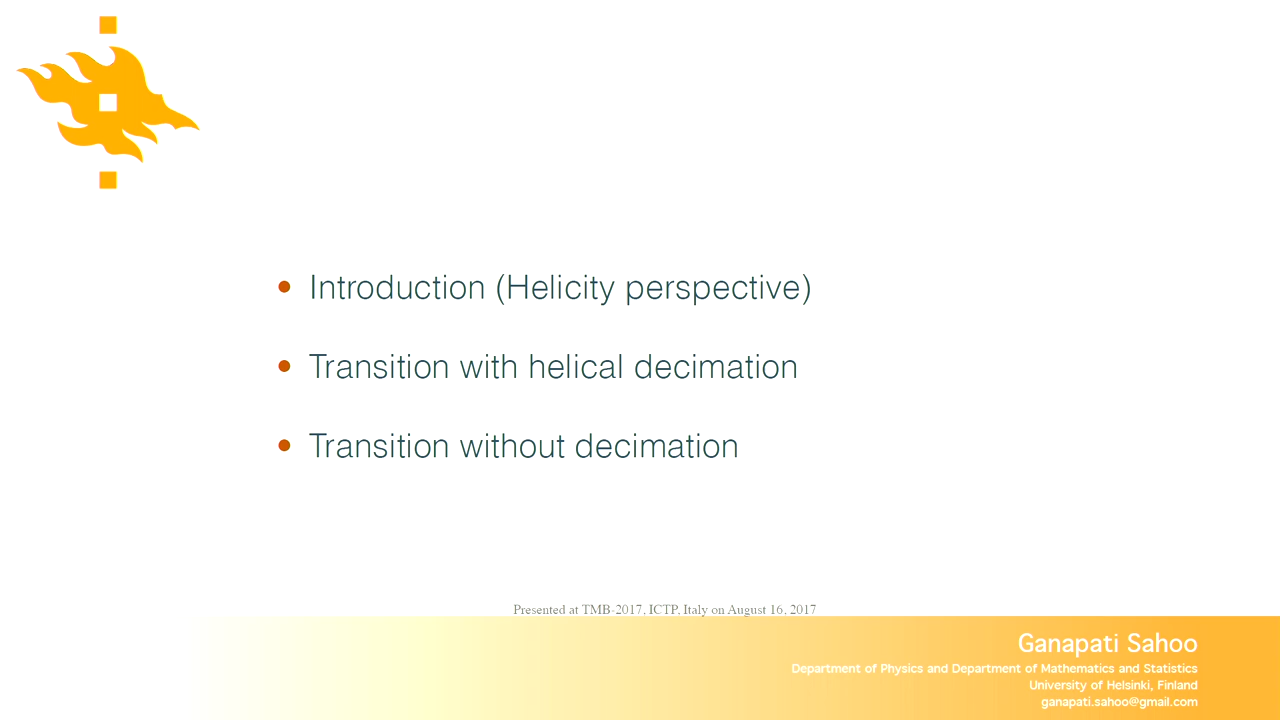 • Introduction (Helicity perspective)
• Transition with helical decimation
• Transition without decimation
Presented at TMB-2017, ICTP, Italy on August 16, 2017
Ganapati Sahoo
Department of Physics and Department of Mathematics and Statistics
University of Helsinki, Finland
ganapati.sahoo@gmail.com